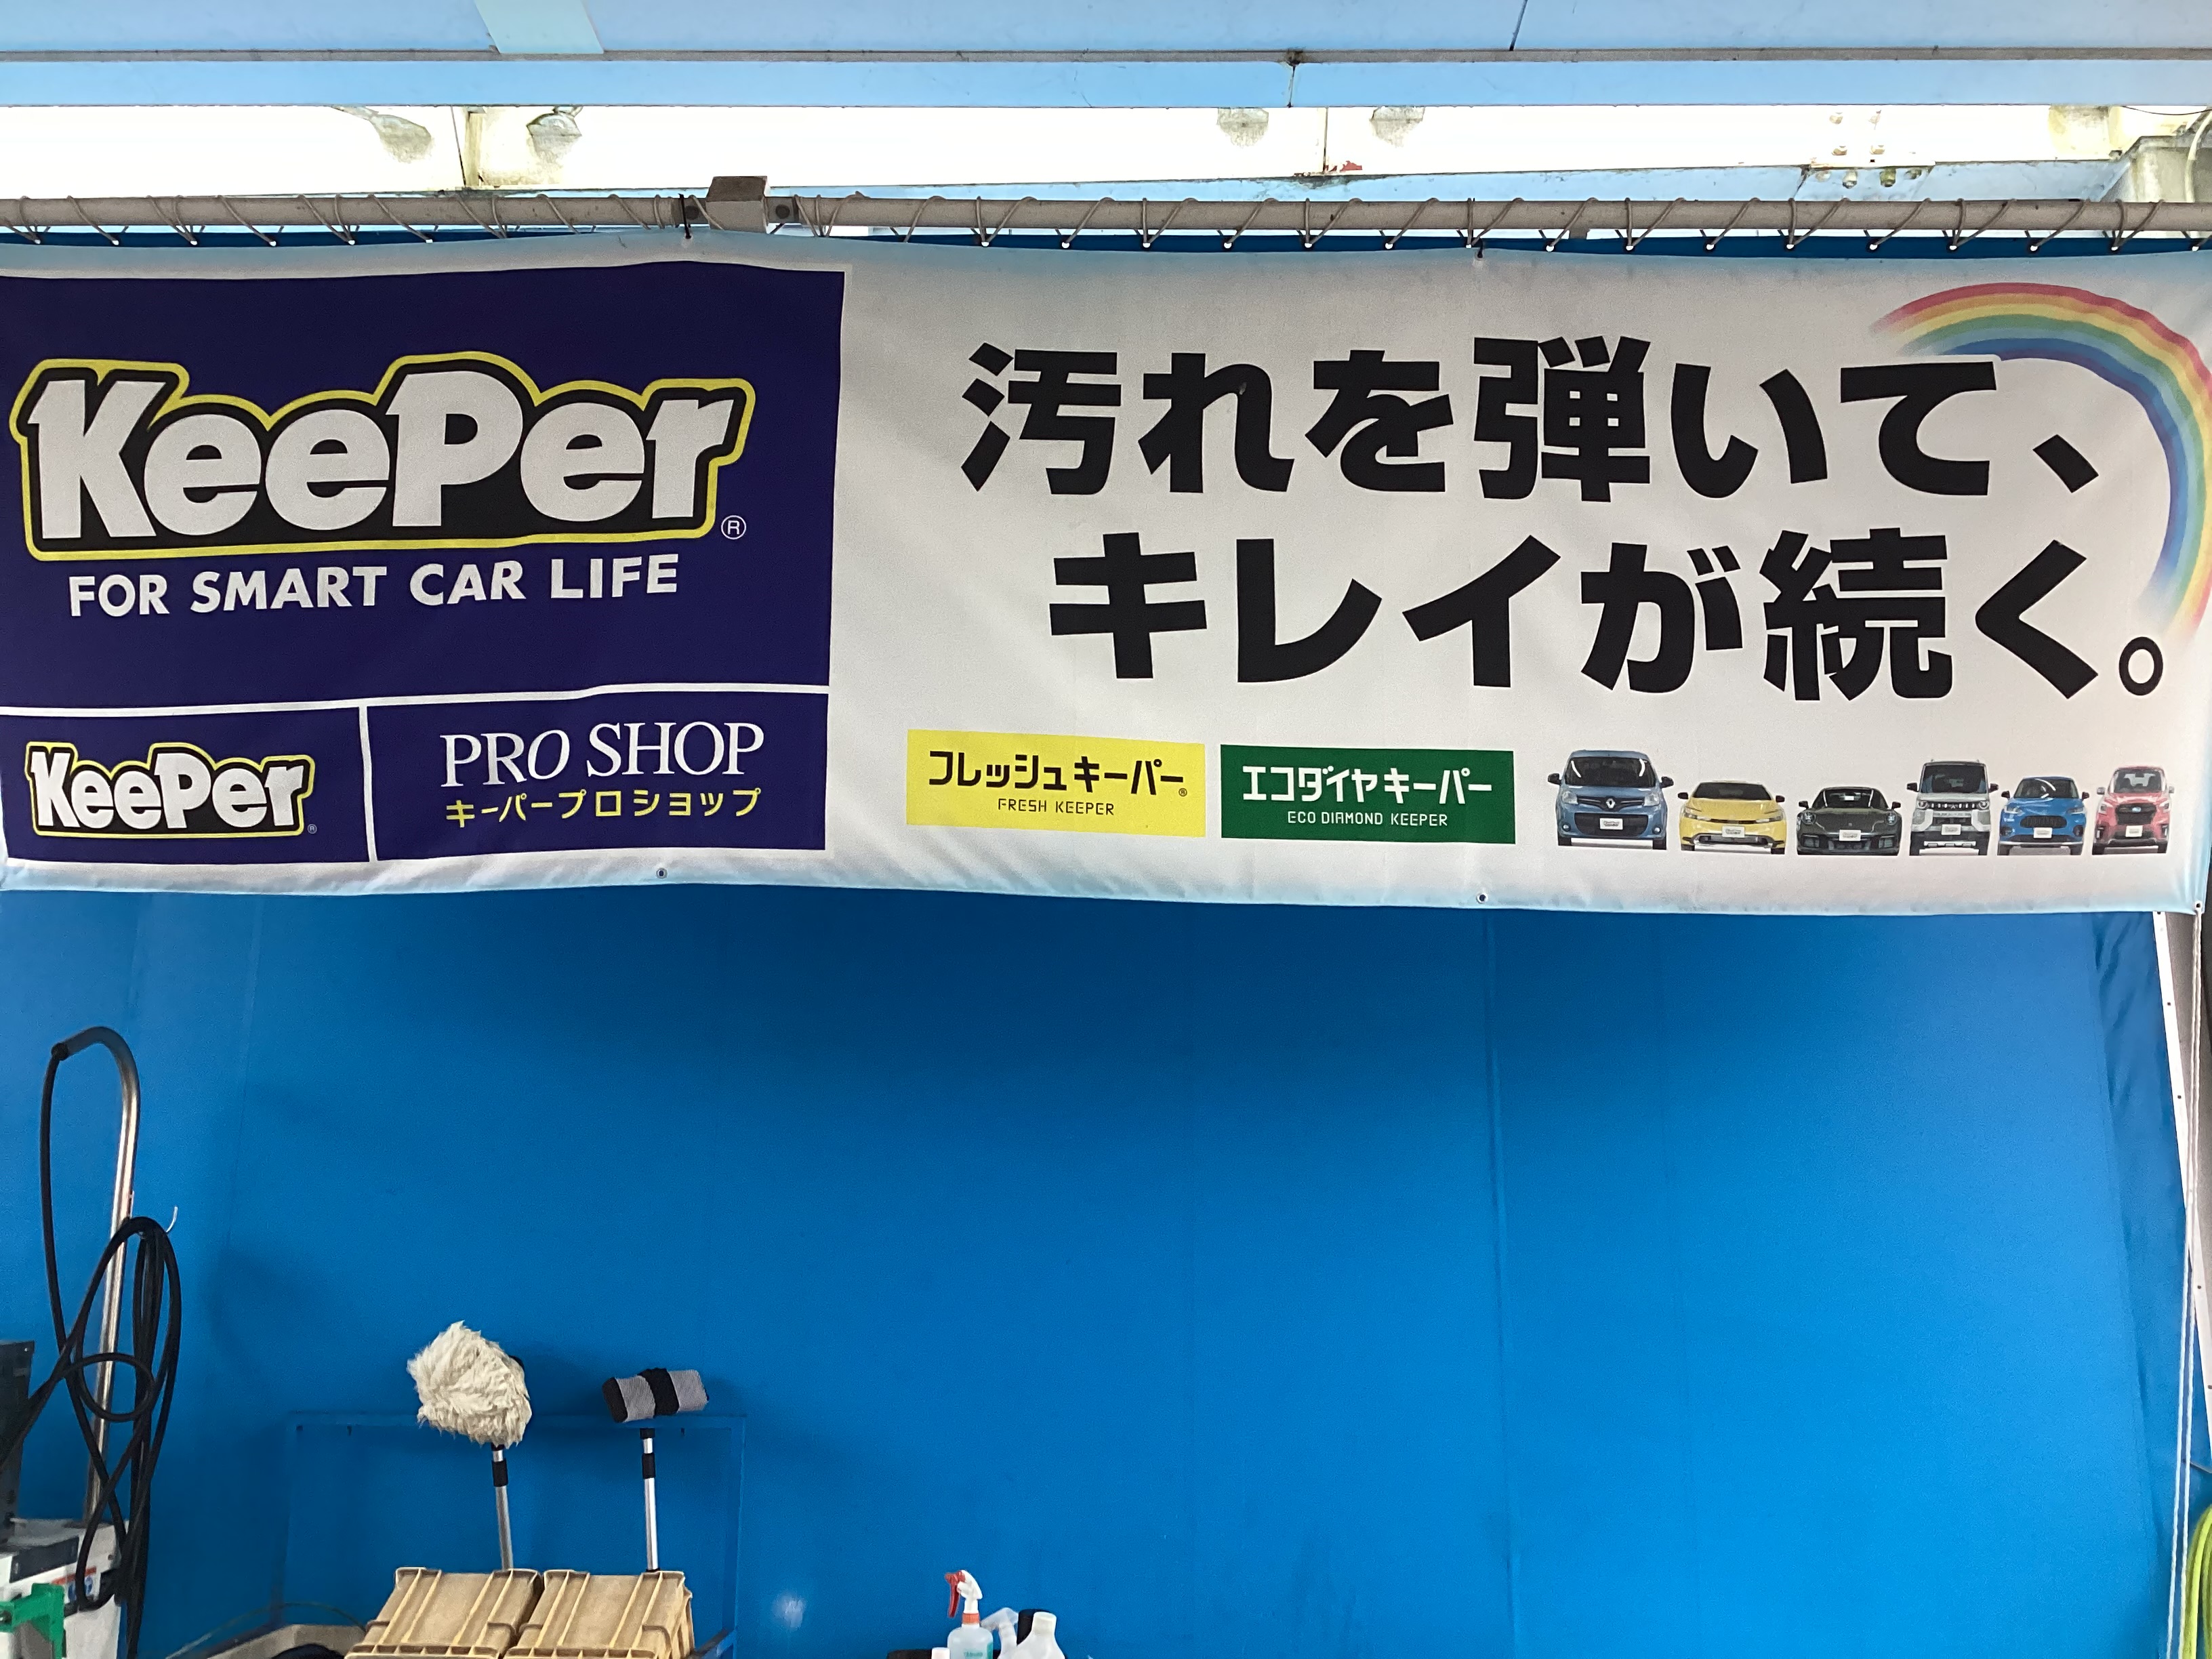 KeePer®
FOR SMART CAR LIFE
KeePer®
PRO SHOP
キーパープロショップ
汚れを弾いて、
キレイが続く。
フレッシュキーパー®
FRESH KEEPER
エコダイヤキーパー
ECO DIAMOND KEEPER